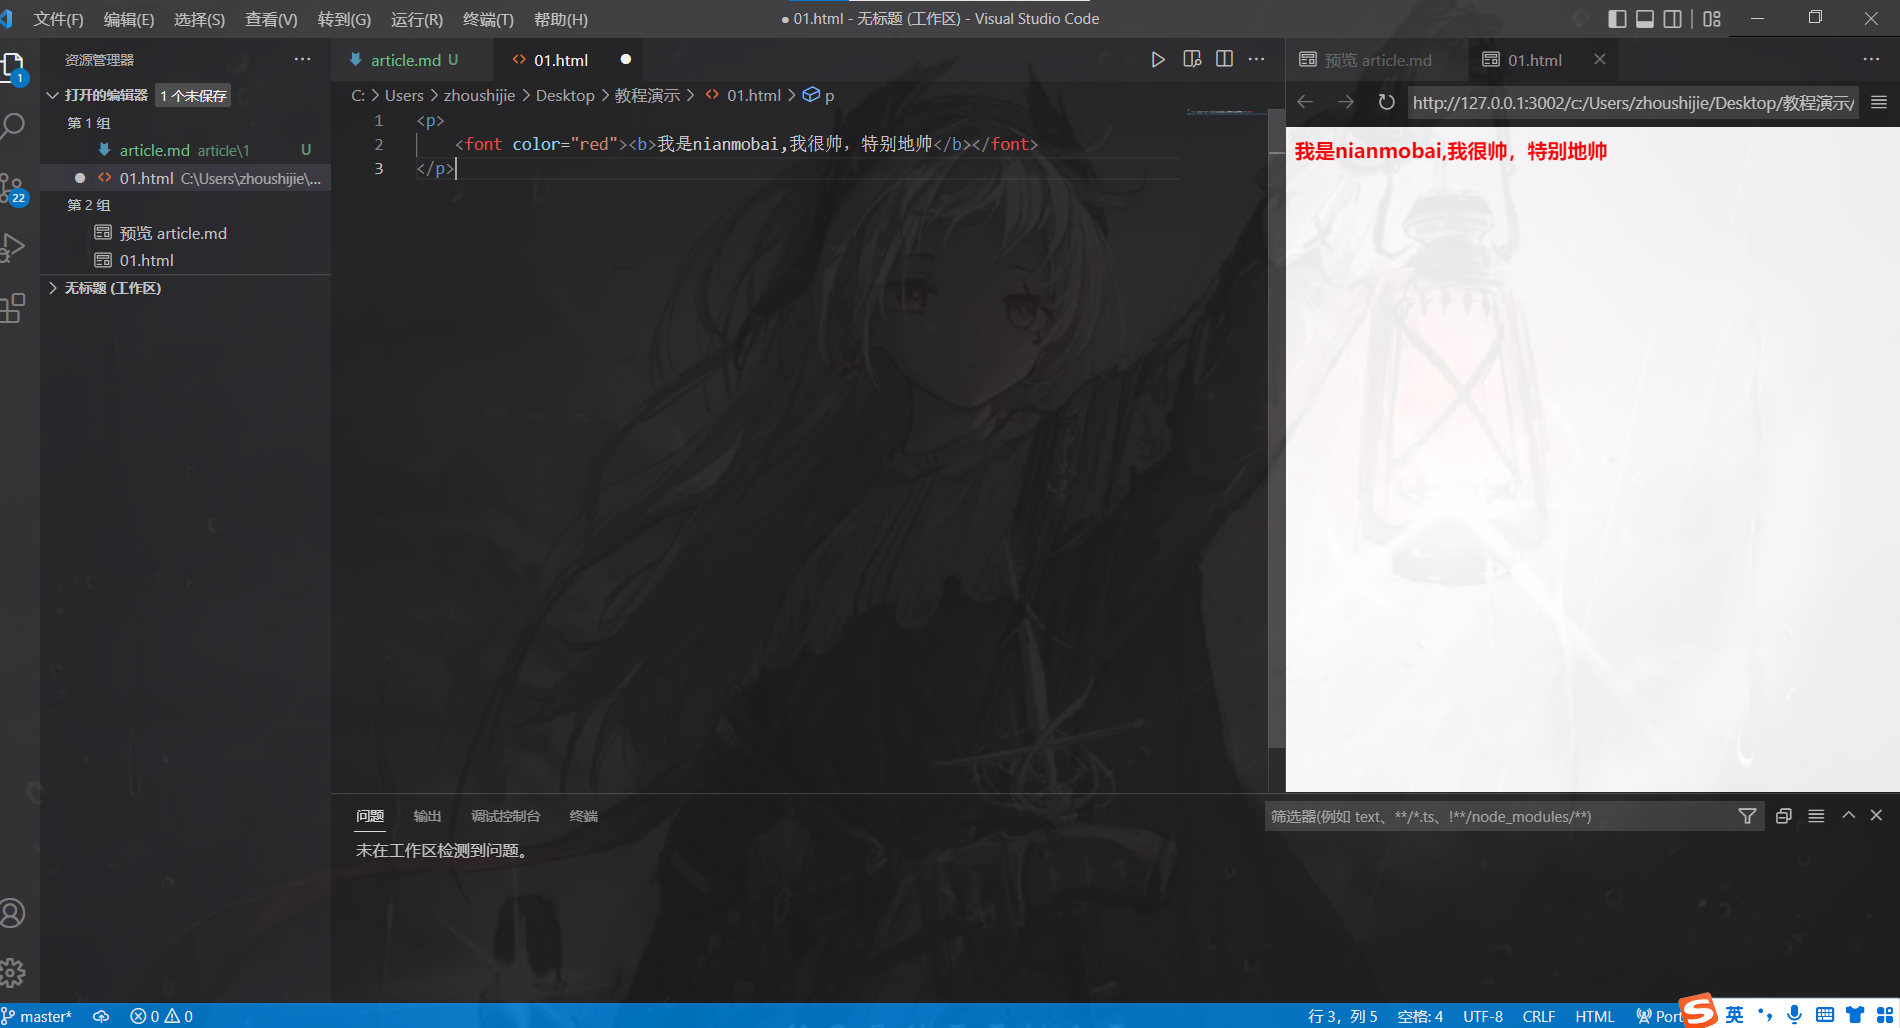 文件(F) 编辑(E) 选择(S) 查看(V) 转到(G) 运行(R) 终端(T) 帮助(H)
● 01.html - 无标题 (工作区) - Visual Studio Code
资源管理器
打开的编辑器 1 个未保存
第 1 组
article.md article\1 U
01.html C:\Users\zhoushijie\...
第 2 组
预览 article.md
01.html
无标题 (工作区)
1
22
article.md U
01.html
C: > Users > zhoushijie > Desktop > 教程演示 > 01.html > p
1 <p>
2 <font color="red"><b>我是nianmobai,我很帅，特别地帅</b></font>
3 </p>
预览 article.md
01.html
http://127.0.0.1:3002/c:/Users/zhoushijie/Desktop/教程演示/
我是nianmobai,我很帅，特别地帅
问题 输出 调试控制台 终端
筛选器(例如 text、**/*.ts、!**/node_modules/**)
未在工作区检测到问题。
master* 0 0
行 3，列 5 空格: 4 UTF-8 CRLF HTML Port
S 英